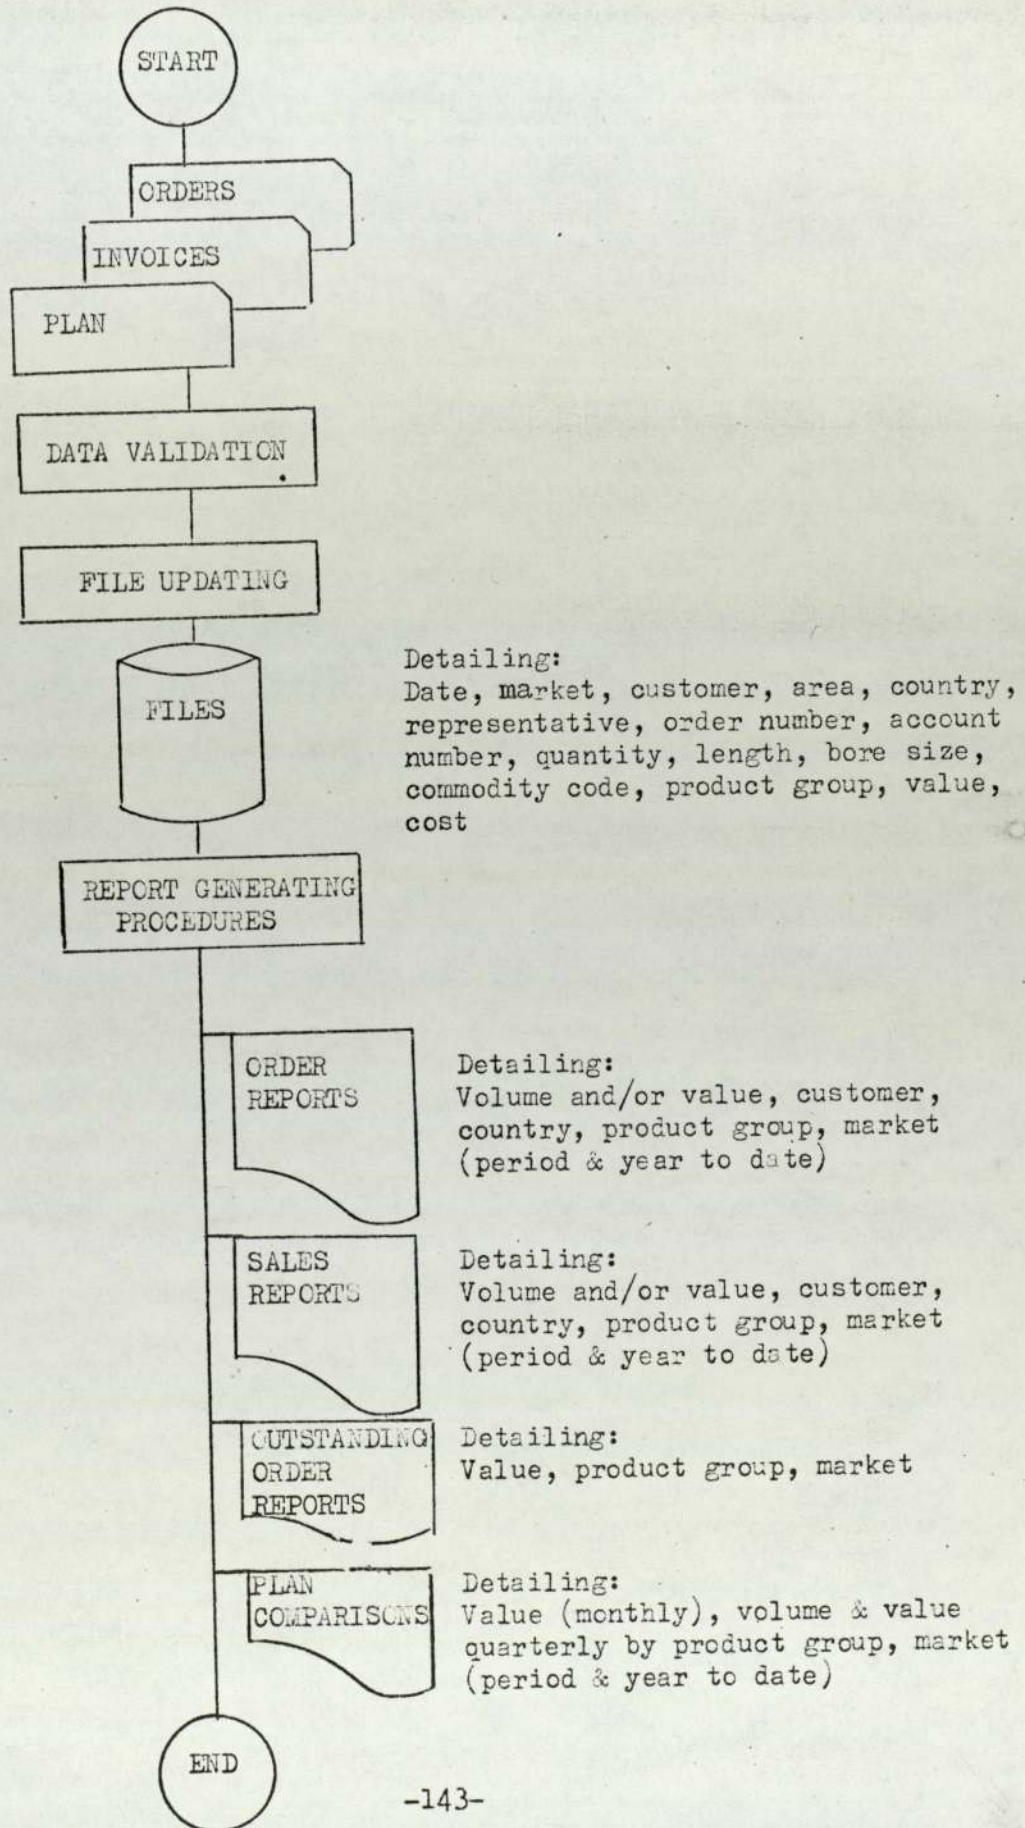 START
ORDERS
INVOICES
PLAN
DATA VALIDATION
FILE UPDATING
FILES
Detailing:
Date, market, customer, area, country,
representative, order number, account
number, quantity, length, bore size,
commodity code, product group, value,
cost
REPORT GENERATING
PROCEDURES
ORDER
REPORTS
Detailing:
Volume and/or value, customer,
country, product group, market
(period & year to date)
SALES
REPORTS
Detailing:
Volume and/or value, customer,
country, product group, market
(period & year to date)
OUTSTANDING
ORDER
REPORTS
Detailing:
Value, product group, market
PLAN
COMPARISONS
Detailing:
Value (monthly), volume & value
quarterly by product group, market
(period & year to date)
END
-143-